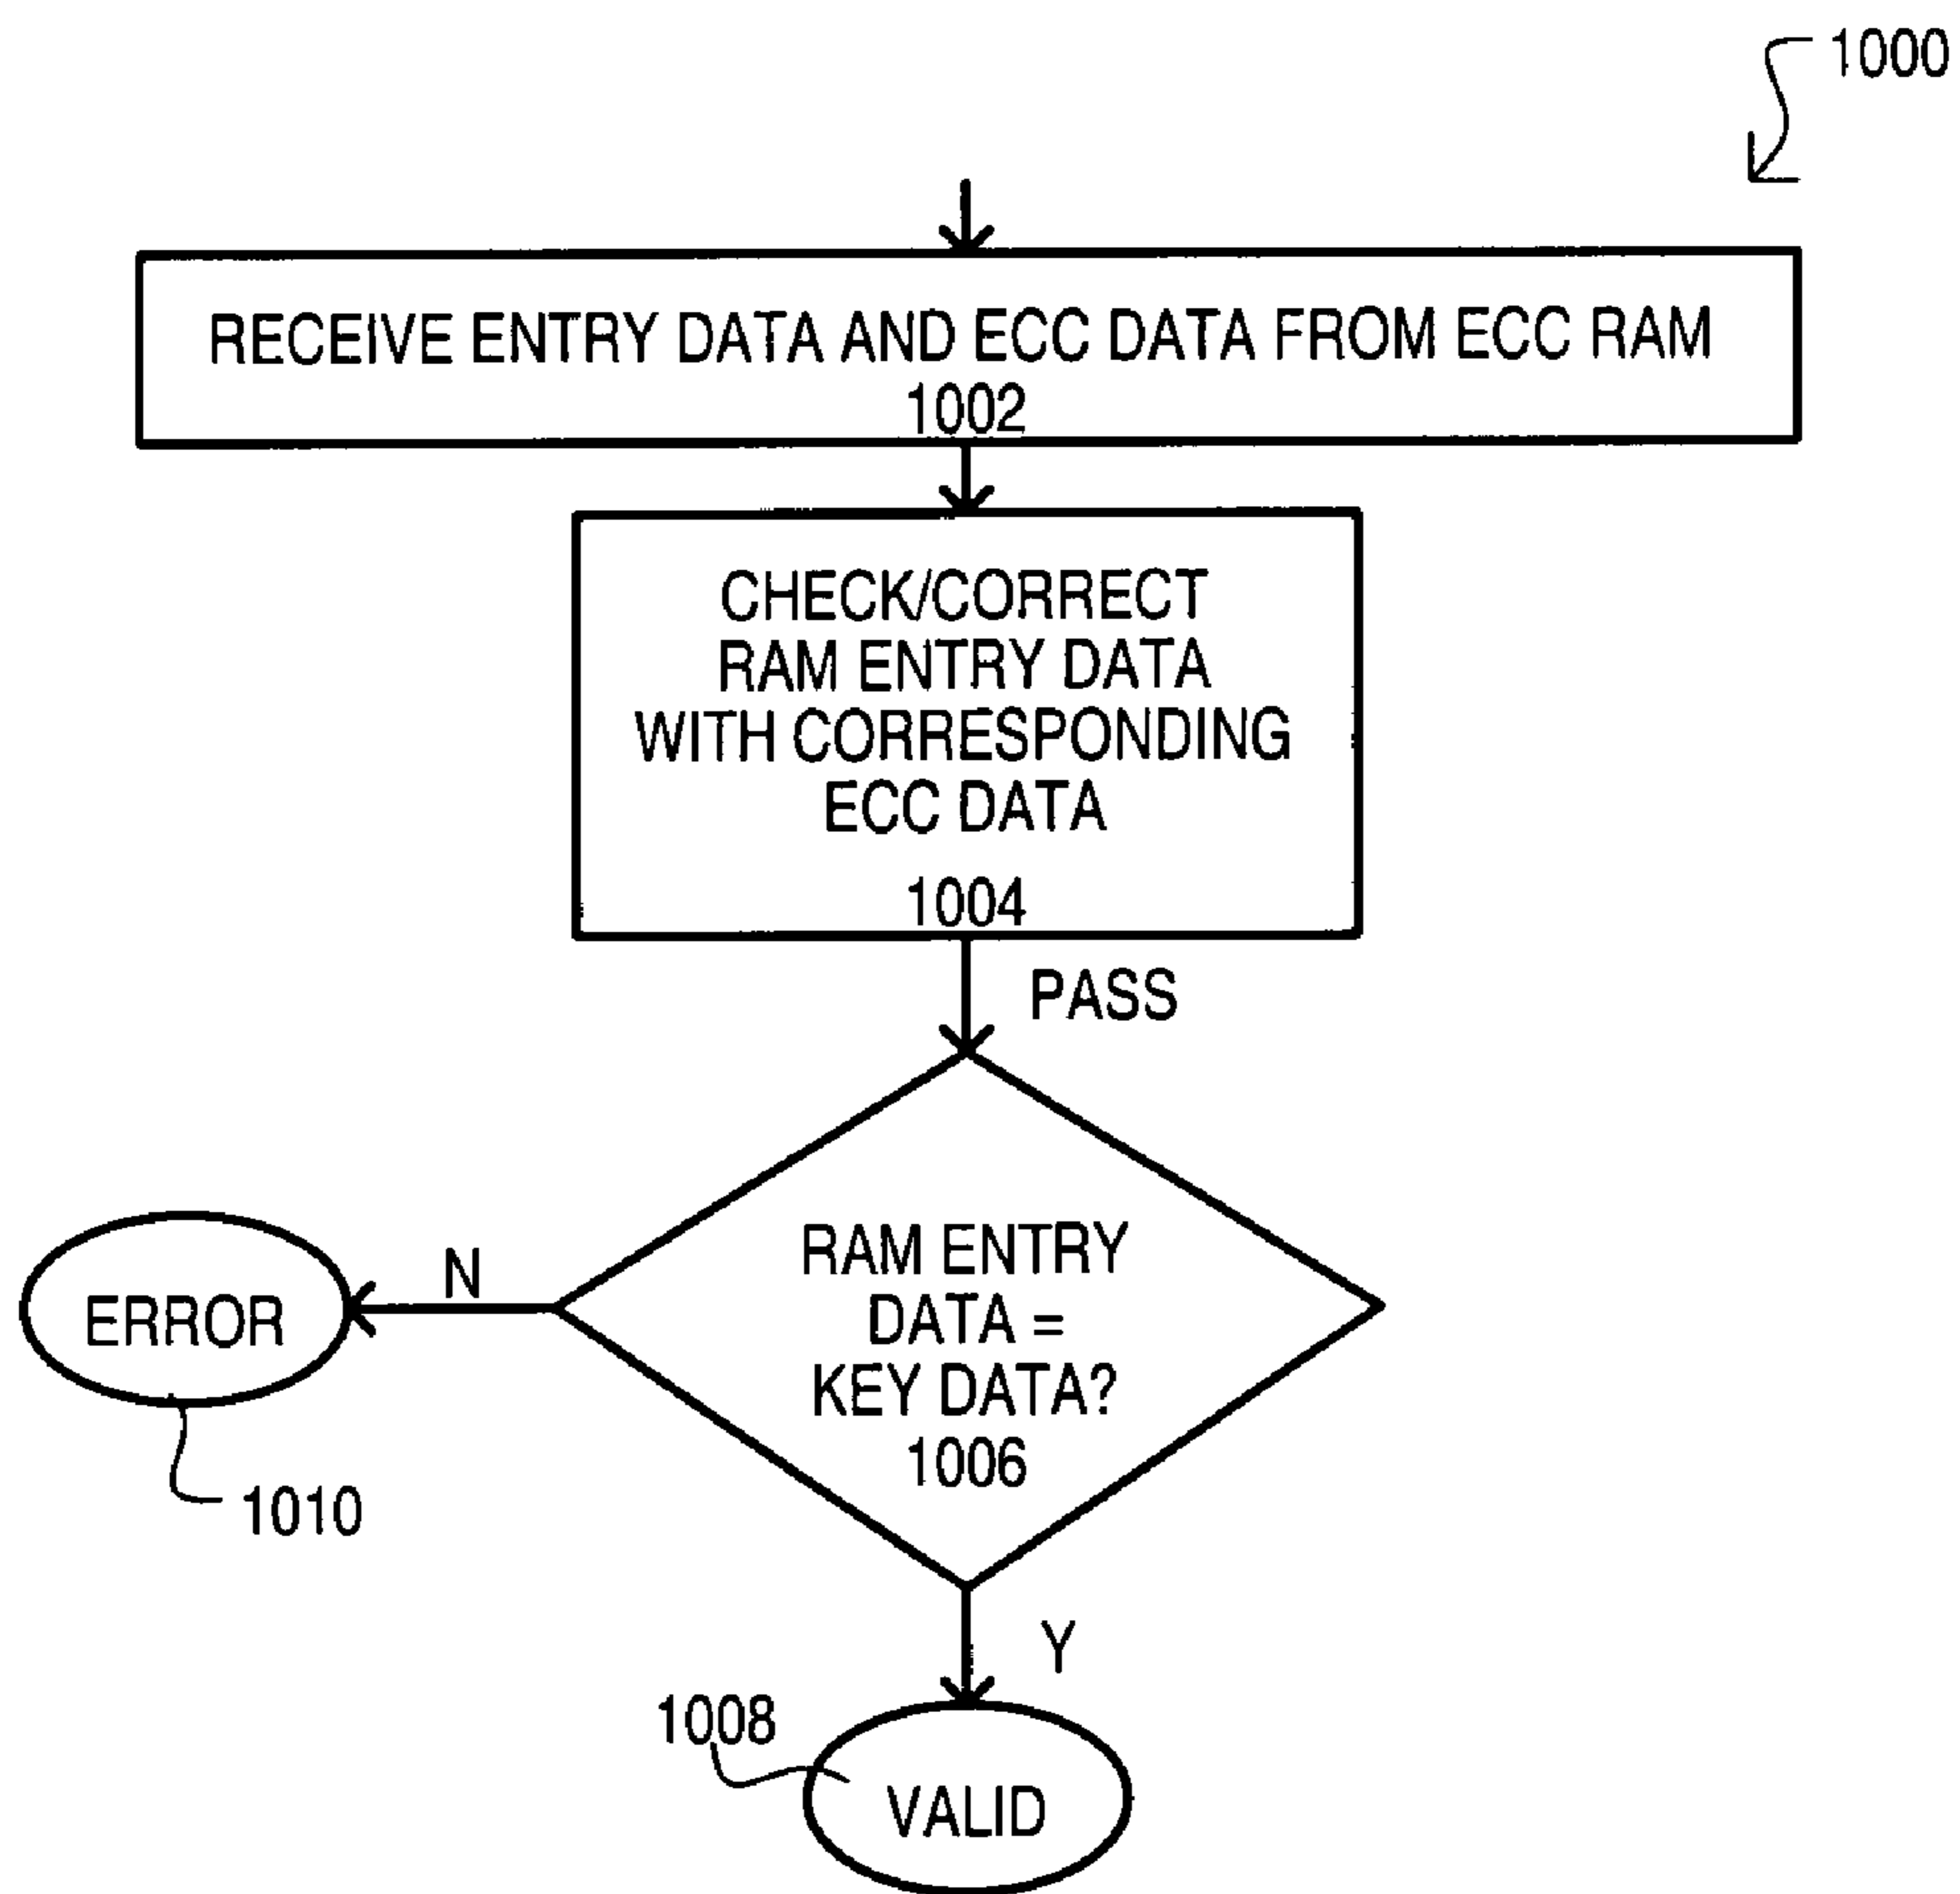 1000
RECEIVE ENTRY DATA AND ECC DATA FROM ECC RAM
1002
CHECK/CORRECT
RAM ENTRY DATA
WITH CORRESPONDING
ECC DATA
1004
PASS
RAM ENTRY
DATA =
KEY DATA?
1006
N
ERROR
1010
Y
1008
VALID